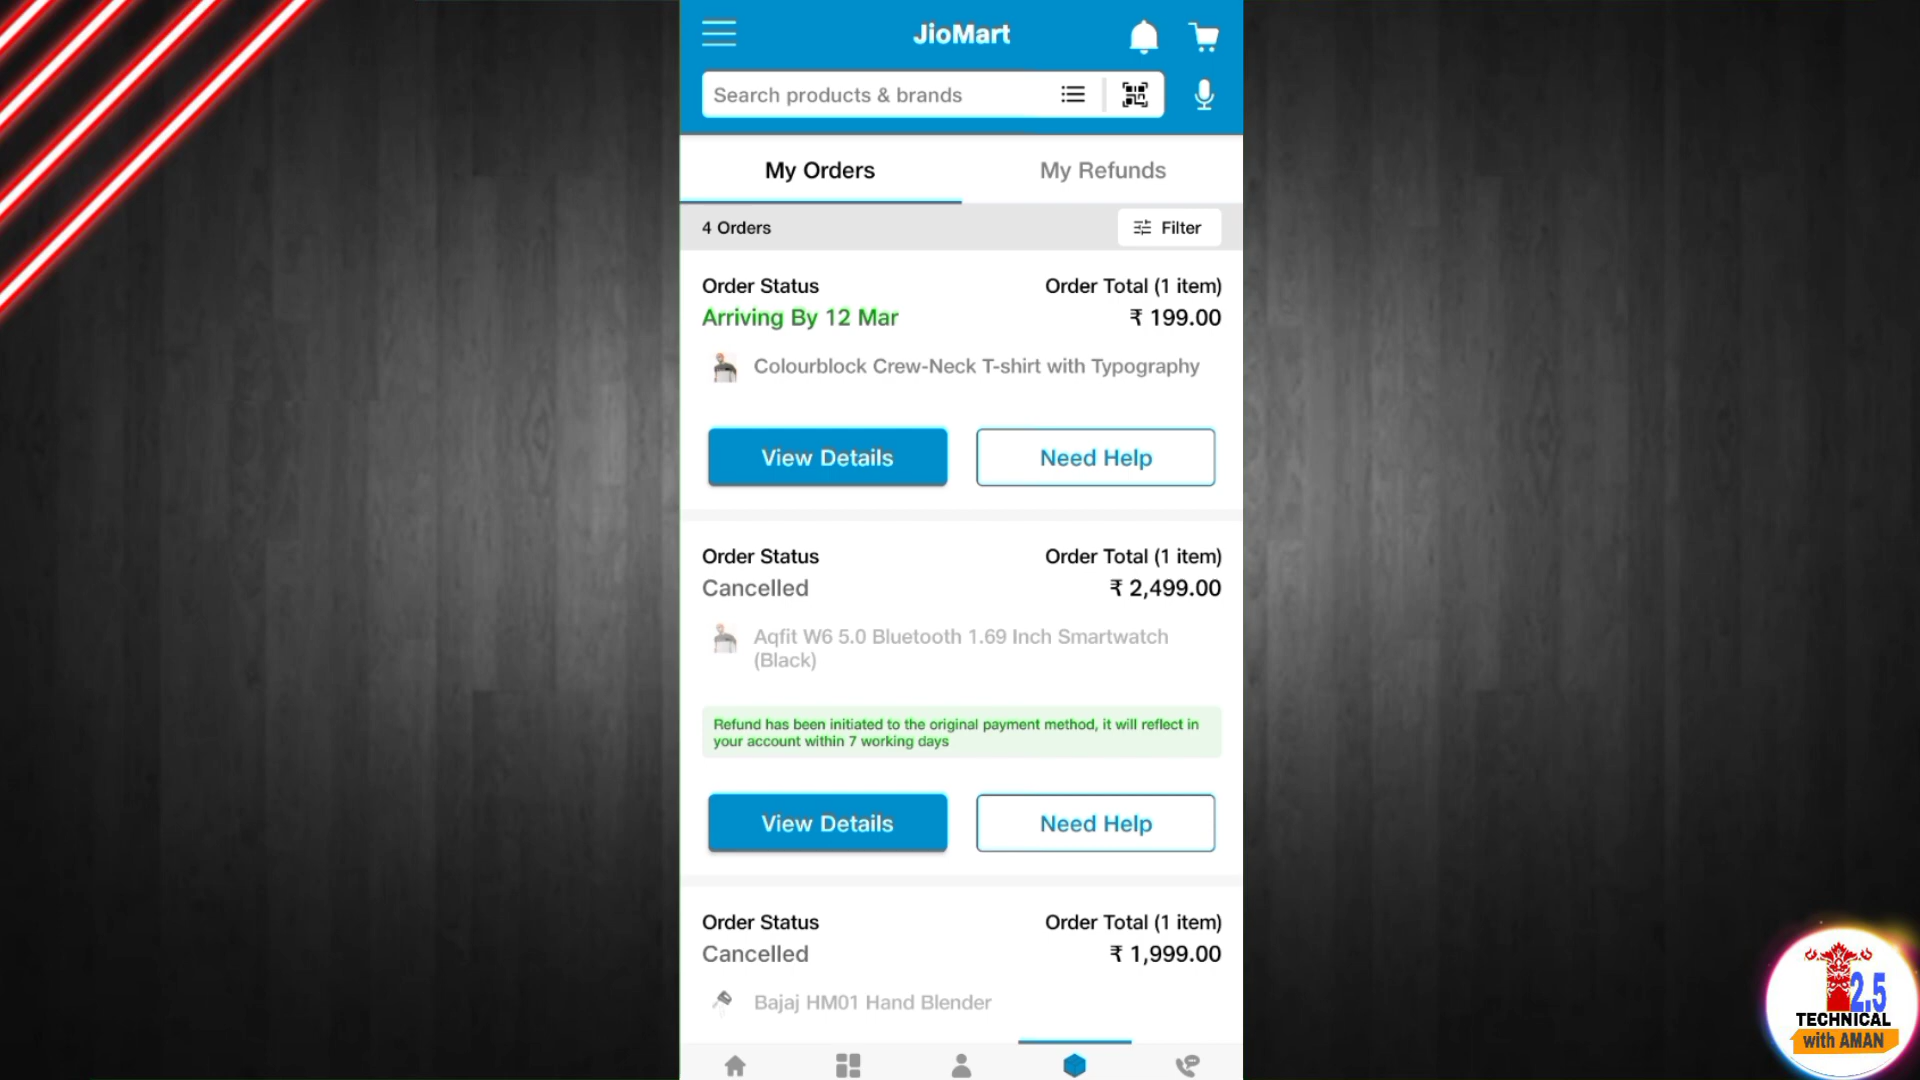 JioMart
Search products & brands
My Orders
My Refunds
4 Orders
Filter
Order Status
Order Total (1 item)
Arriving By 12 Mar
₹ 199.00
Colourblock Crew-Neck T-shirt with Typography
View Details
Need Help
Order Status
Order Total (1 item)
Cancelled
₹ 2,499.00
Aqfit W6 5.0 Bluetooth 1.69 Inch Smartwatch
(Black)
Refund has been initiated to the original payment method, it will reflect in
your account within 7 working days
View Details
Need Help
Order Status
Order Total (1 item)
Cancelled
₹ 1,999.00
Bajaj HM01 Hand Blender
2.5
TECHNICAL
with AMAN